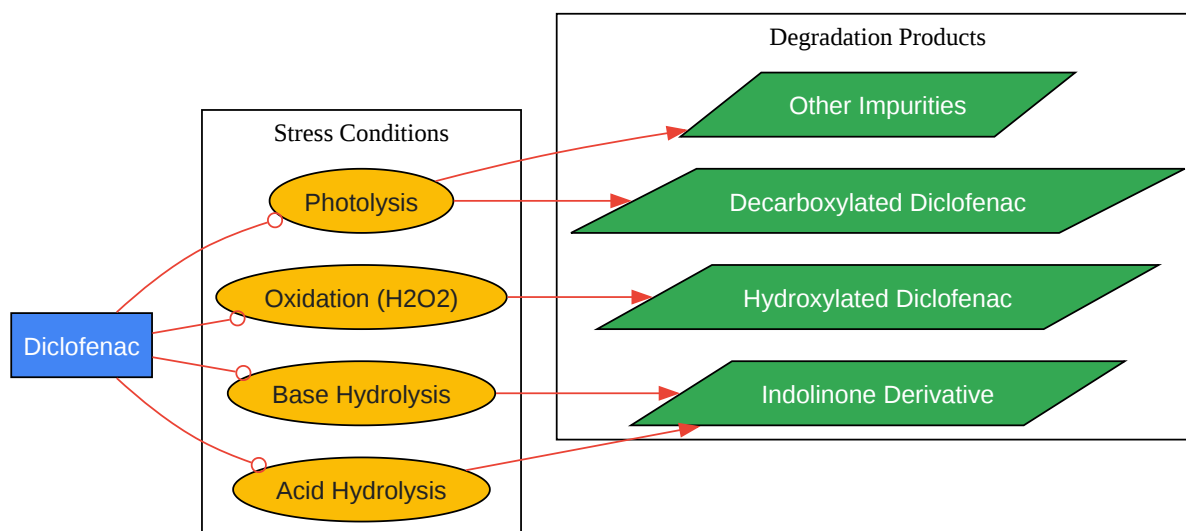 Degradation Products
Other Impurities
Stress Conditions
Photolysis
Decarboxylated Diclofenac
Oxidation (H2O2)
Hydroxylated Diclofenac
Diclofenac
Base Hydrolysis
Indolinone Derivative
Acid Hydrolysis